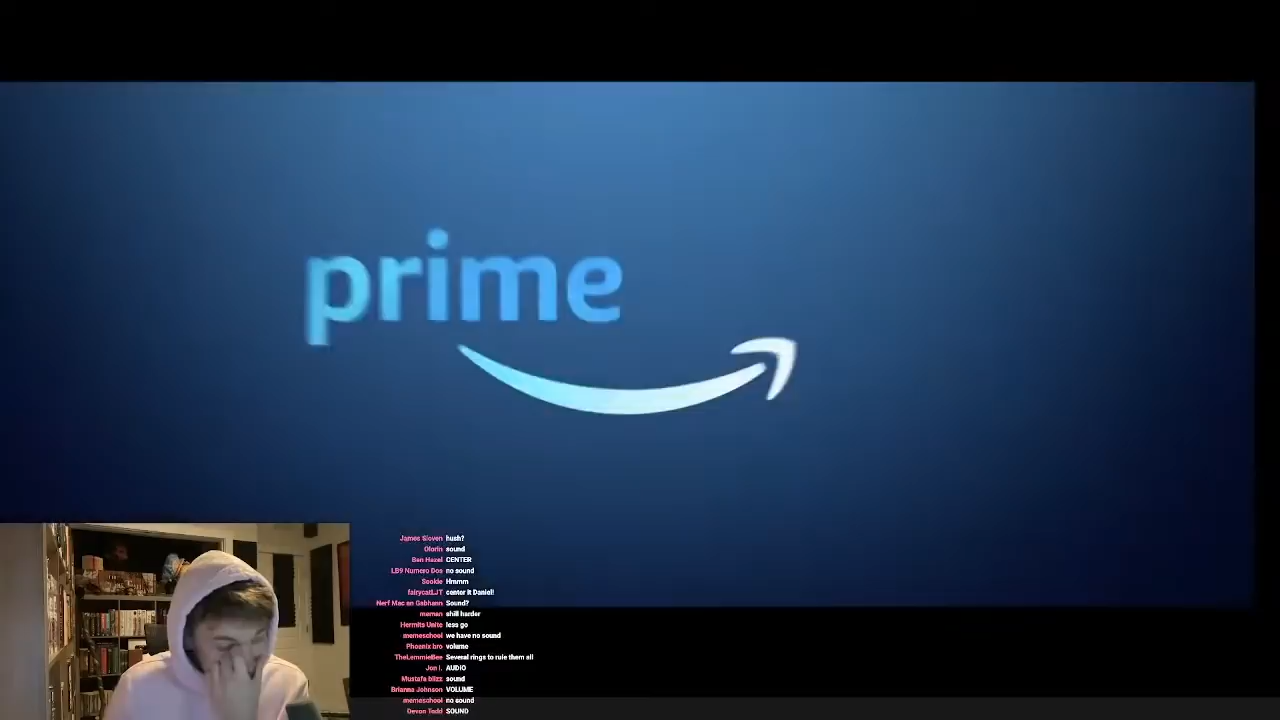 prime
James Sloven hush?
Olorin sound
Ben Hazel CENTER
LB9 Numero Dos no sound
Sookie Hmmm
fairycatLJT center it Daniel!
Nerf Mac an Gabhann Sound?
meman shill harder
Hermits Unite less go
memeschool we have no sound
Phoenix bro volume
TheLemmieBee Several rings to rule them all
Jon I. AUDIO
Mustafa blizz sound
Brianna Johnson VOLUME
memeschool no sound
Devon Todd SOUND